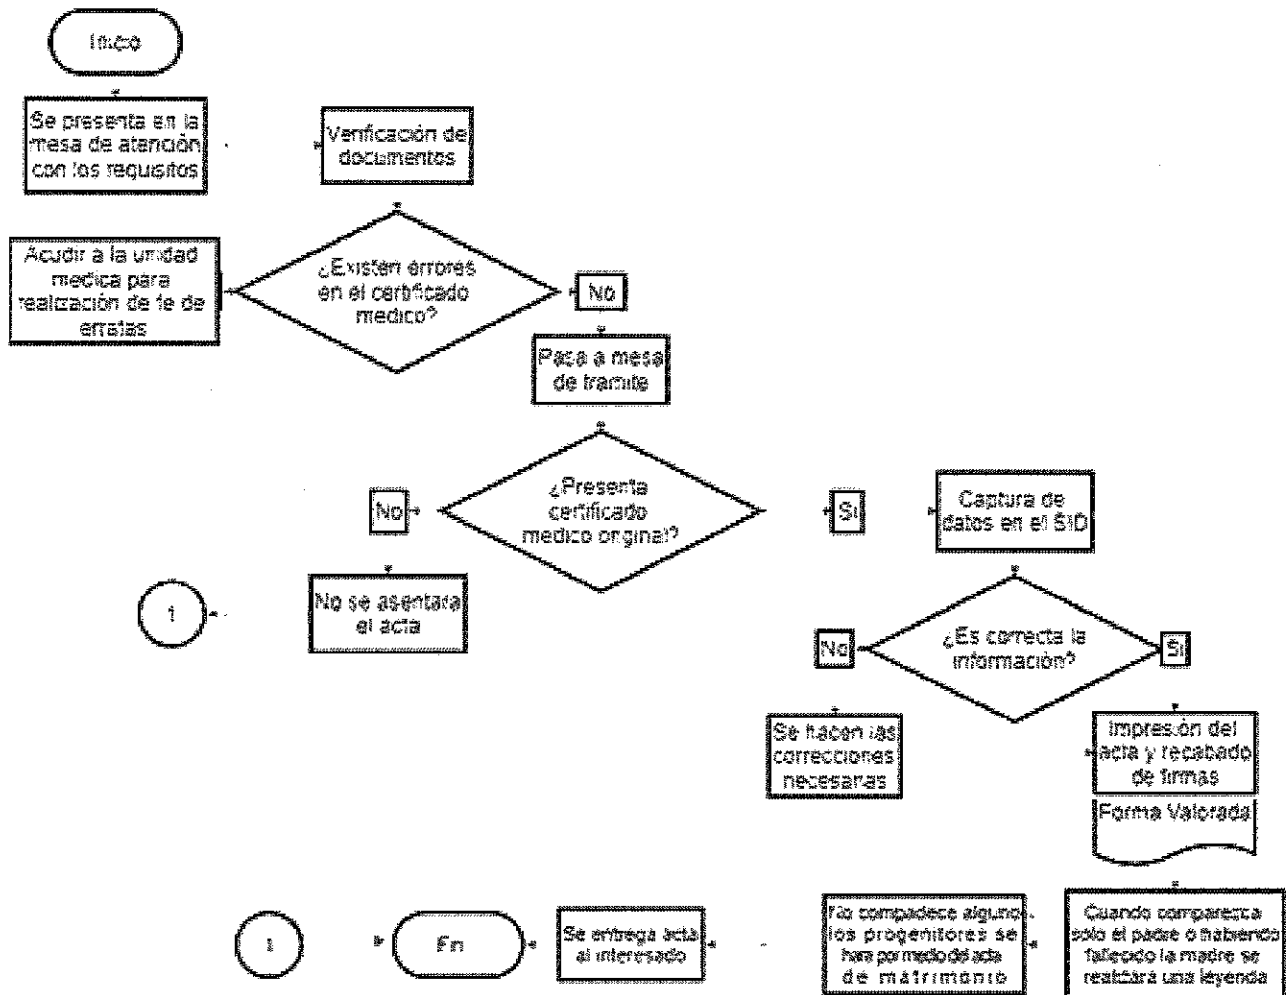 Inicio
Se presenta en la
mesa de atención
con los requisitos
Verificación de
documentos
¿Existen errores
en el certificado
medico?
Acudir a la unidad
medica para
realización de fe de
erratas
No
Pasa a mesa
de tramite
¿Presenta
certificado
medico original?
No
Si
Captura de
datos en el SID
No se asentara
el acta
1
¿Es correcta la
información?
No
Si
Se hacen las
correcciones
necesarias
Impresión del
acta y recabado
de firmas
Forma Valorada
Cuando comparezca
solo el padre o habiendo
fallecido la madre se
realizará una leyenda
No compadece alguno
los progenitores se
hara por medio del acta
de matrimonio
Se entrega acta
al interesado
Fin
1